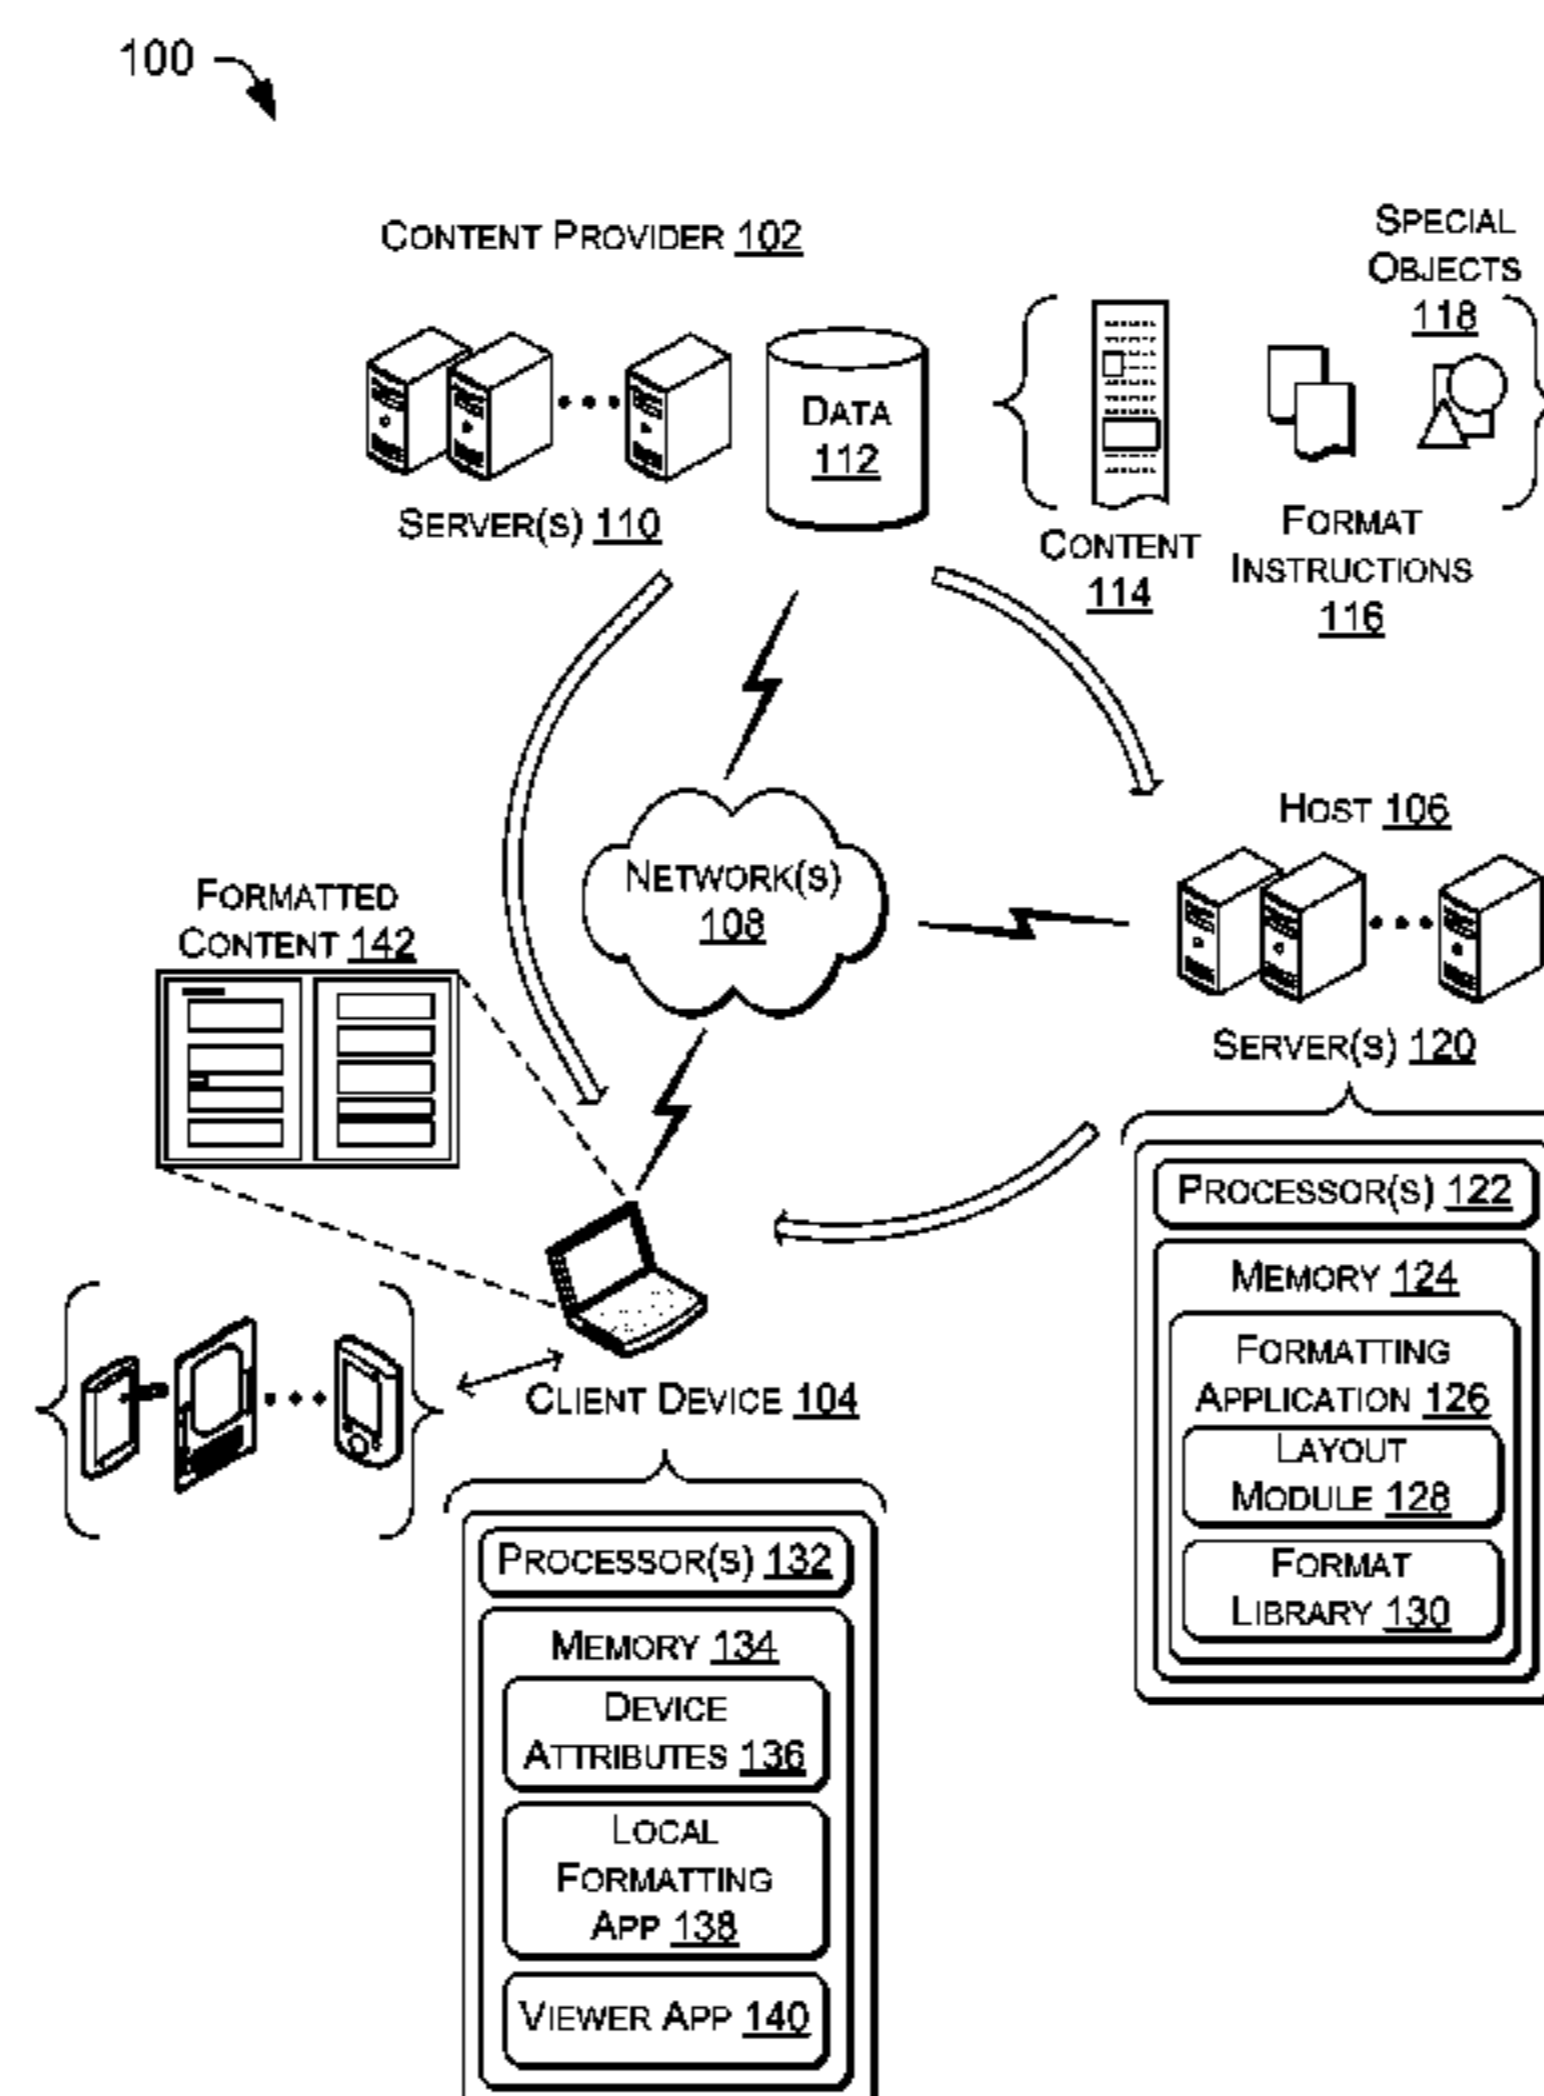 100
CONTENT PROVIDER 102
SPECIAL
OBJECTS
118
DATA
112
SERVER(S) 110
CONTENT
114
FORMAT
INSTRUCTIONS
116
HOST 106
NETWORK(S)
108
FORMATTED
CONTENT 142
SERVER(S) 120
PROCESSOR(S) 122
MEMORY 124
FORMATTING
APPLICATION 126
LAYOUT
MODULE 128
FORMAT
LIBRARY 130
CLIENT DEVICE 104
PROCESSOR(S) 132
MEMORY 134
DEVICE
ATTRIBUTES 136
LOCAL
FORMATTING
APP 138
VIEWER APP 140